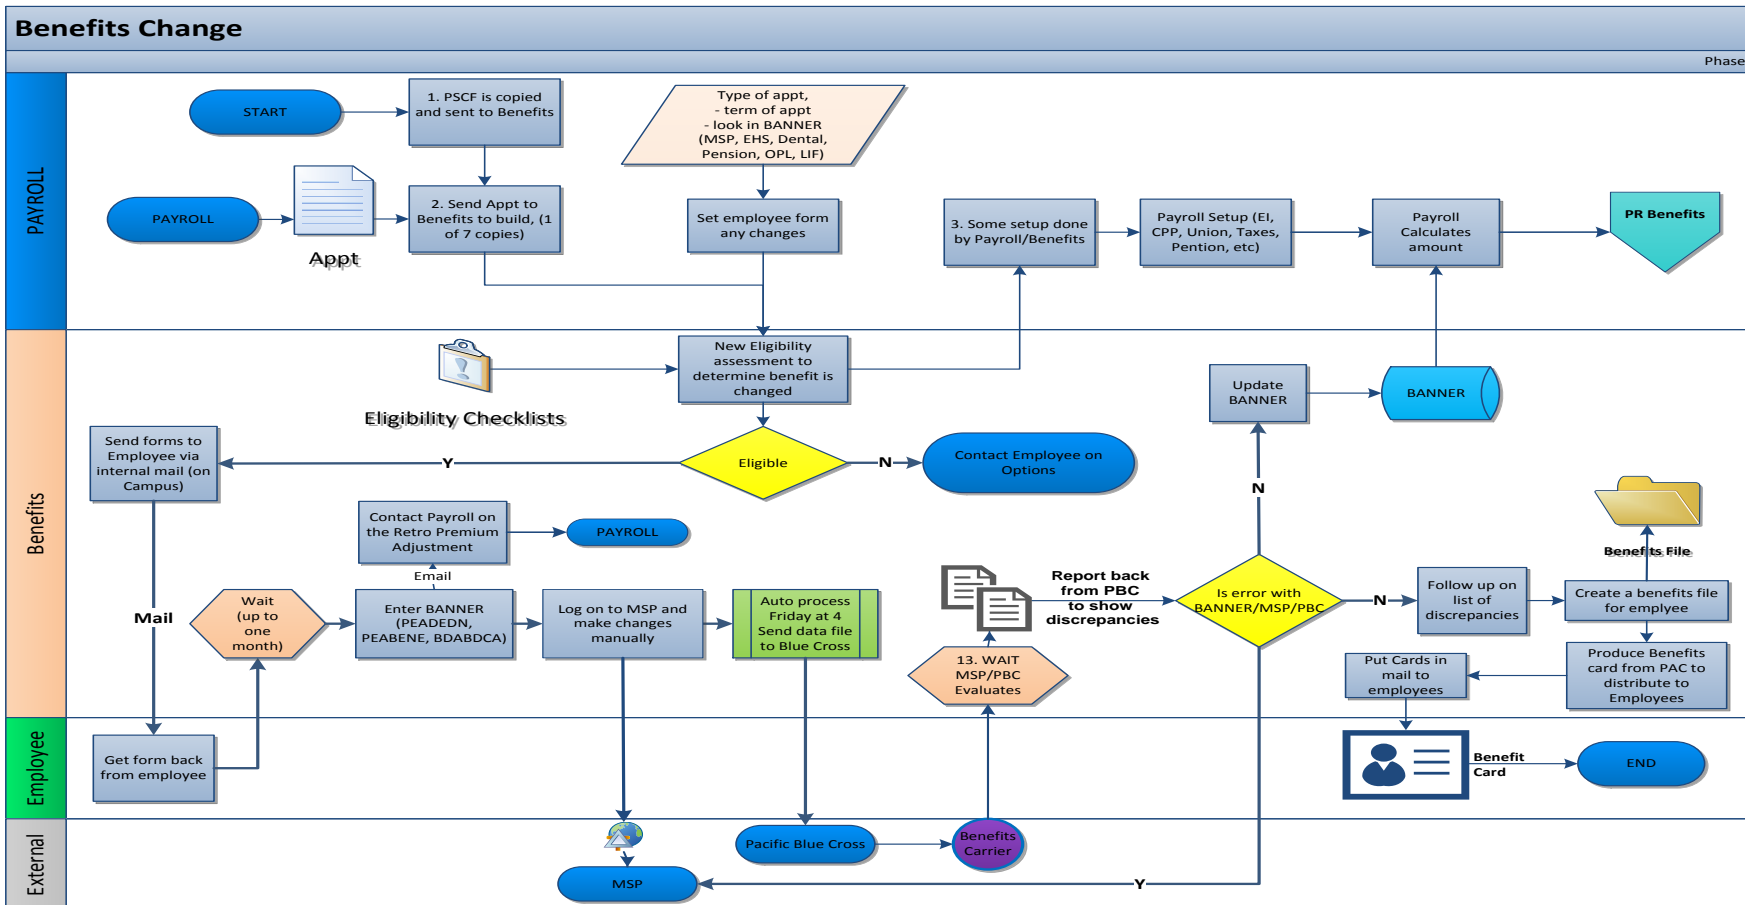 Benefits Change
Phase
PAYROLL
START
1. PSCF is copied
and sent to Benefits
Type of appt,
- term of appt
- look in BANNER
(MSP, EHS, Dental,
Pension, OPL, LIF)
PAYROLL
Appt
2. Send Appt to
Benefits to build, (1
of 7 copies)
Set employee form
any changes
3. Some setup done
by Payroll/Benefits
Payroll Setup (EI,
CPP, Union, Taxes,
Pention, etc)
Payroll
Calculates
amount
PR Benefits
Benefits
Eligibility Checklists
New Eligibility
assessment to
determine benefit is
changed
Update
BANNER
BANNER
Send forms to
Employee via
internal mail (on
Campus)
Y
Eligible
N
Contact Employee on
Options
N
Contact Payroll on
the Retro Premium
Adjustment
PAYROLL
Email
Benefits File
Mail
Wait
(up to
one
month)
Enter BANNER
(PEADEDN,
PEABENE, BDABDCA)
Log on to MSP and
make changes
manually
Auto process
Friday at 4
Send data file
to Blue Cross
Report back
from PBC
to show
discrepancies
Is error with
BANNER/MSP/PBC
N
Follow up on
list of
discrepancies
Create a benefits file
for emplyee
13. WAIT
MSP/PBC
Evaluates
Put Cards in
mail to
employees
Produce Benefits
card from PAC to
distribute to
Employees
Employee
Get form back
from employee
Benefit
Card
END
External
Pacific Blue Cross
Benefits
Carrier
MSP
Y